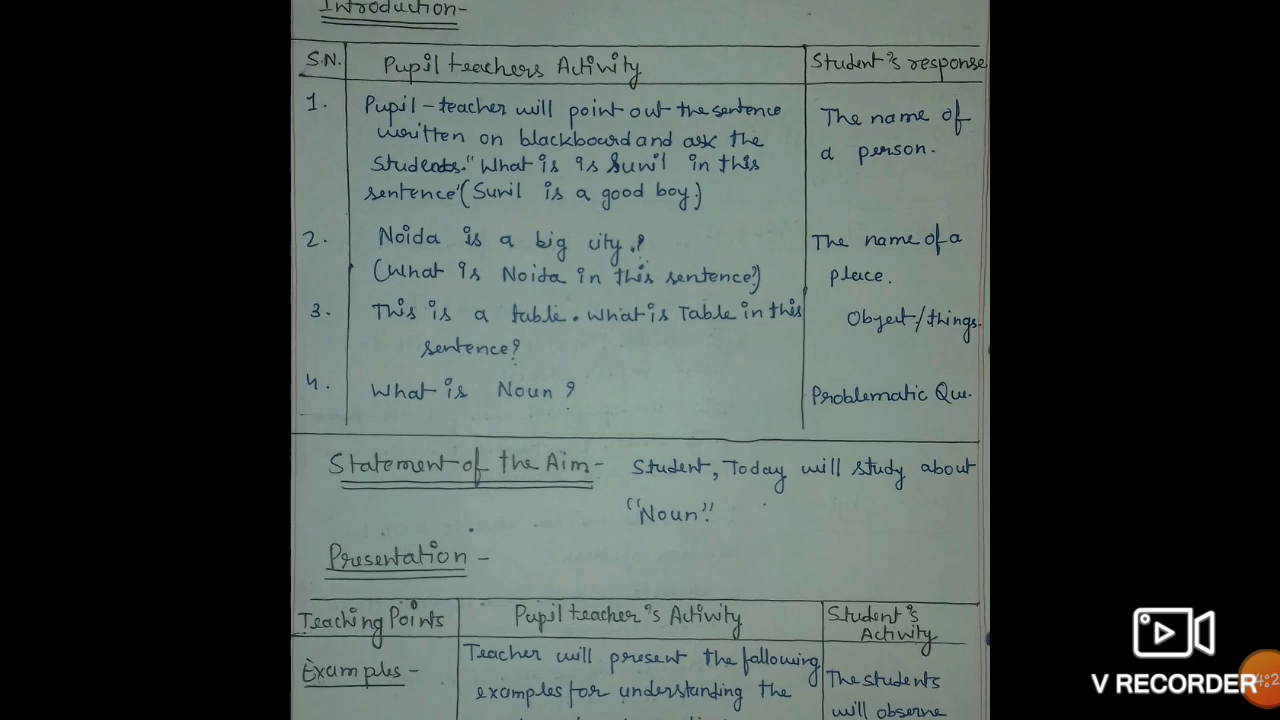 Introduction-
S.N. Pupil teachers Activity Student's response
1. Pupil-teacher will point out the sentence The name of
written on blackboard and ask the a person.
students. "What is is Sunil in this
sentence" (Sunil is a good boy.)
2. Noida is a big city.? The name of a
(What is Noida in this sentence?) place.
3. This is a table. What is Table in this Object/things.
sentence?
4. What is Noun? Problematic Que.
Statement of the Aim- Student, Today will study about
"Noun".
Presentation-
Teaching Points Pupil teacher's Activity Student's
Activity
Examples- Teacher will present the fallowing The students
examples for understanding the will observe
V RECORDER